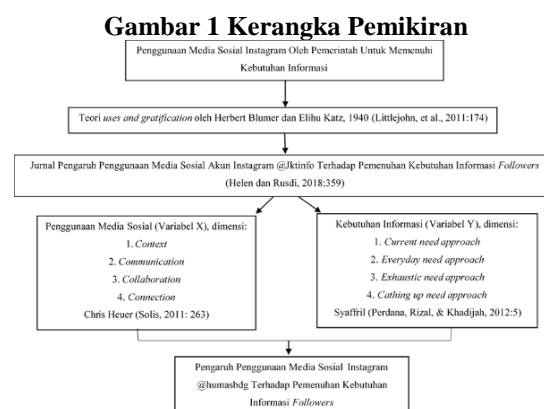 Gambar 1 Kerangka Pemikiran
Penggunaan Media Sosial Instagram Oleh Pemerintah Untuk Memenuhi
Kebutuhan Informasi
Teori uses and gratification oleh Herbert Blumer dan Elihu Katz, 1940 (Littlejohn, et al., 2011:174)
Jurnal Pengaruh Penggunaan Media Sosial Akun Instagram @Jktinfo Terhadap Pemenuhan Kebutuhan Informasi Followers
(Helen dan Rusdi, 2018:359)
Penggunaan Media Sosial (Variabel X), dimensi:
1. Context
2. Communication
3. Collaboration
4. Connection
Chris Heuer (Solis, 2011: 263)
Kebutuhan Informasi (Variabel Y), dimensi:
1. Current need approach
2. Everyday need approach
3. Exhaustic need approach
4. Cathing up need approach
Syaffril (Perdana, Rizal, & Khadijah, 2012:5)
Pengaruh Penggunaan Media Sosial Instagram
@humasbdg Terhadap Pemenuhan Kebutuhan
Informasi Followers